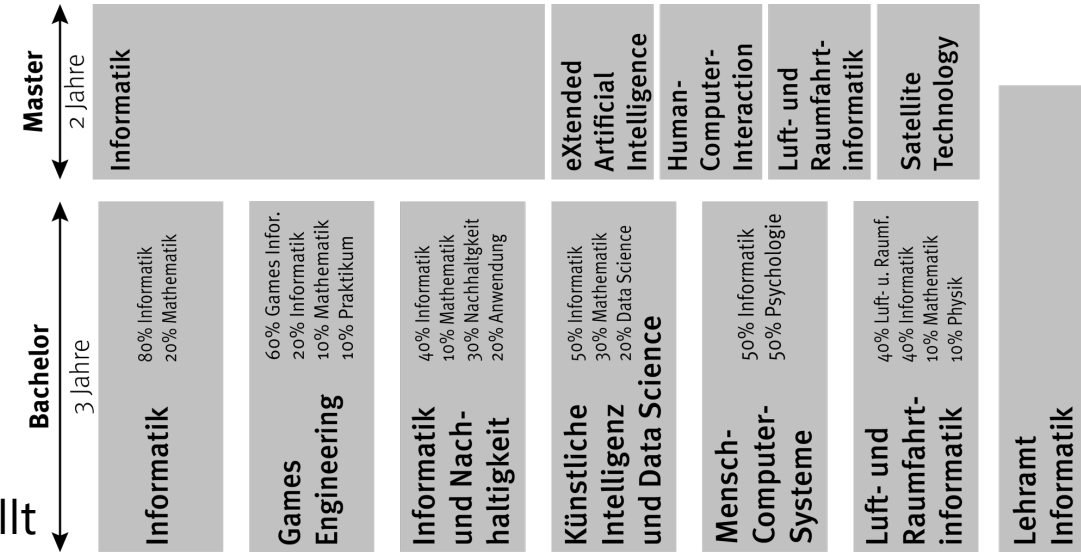 Master
2 Jahre
Informatik
eXtended
Artificial
Intelligence
Human-
Computer-
Interaction
Luft- und
Raumfahrt-
informatik
Satellite
Technology
Bachelor
3 Jahre
Informatik
80% Informatik
20% Mathematik
Games
Engineering
60% Games Infor.
20% Informatik
10% Mathematik
10% Praktikum
Informatik
und Nach-
haltigkeit
40% Informatik
10% Mathematik
30% Nachhaltgkeit
20% Anwendung
Künstliche
Intelligenz
und Data Science
50% Informatik
30% Mathematik
20% Data Science
Mensch-
Computer-
Systeme
50% Informatik
50% Psychologie
Luft- und
Raumfahrt-
informatik
40% Luft- u. Raumf.
40% Informatik
10% Mathematik
10% Physik
Lehramt
Informatik
llt